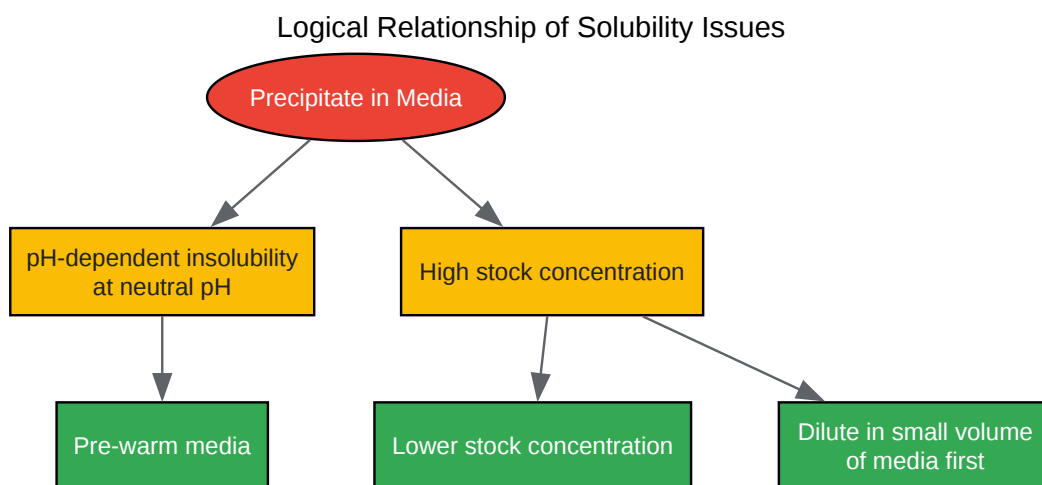 Logical Relationship of Solubility Issues
Precipitate in Media
pH-dependent insolubility
at neutral pH
High stock concentration
Pre-warm media
Lower stock concentration
Dilute in small volume
of media first